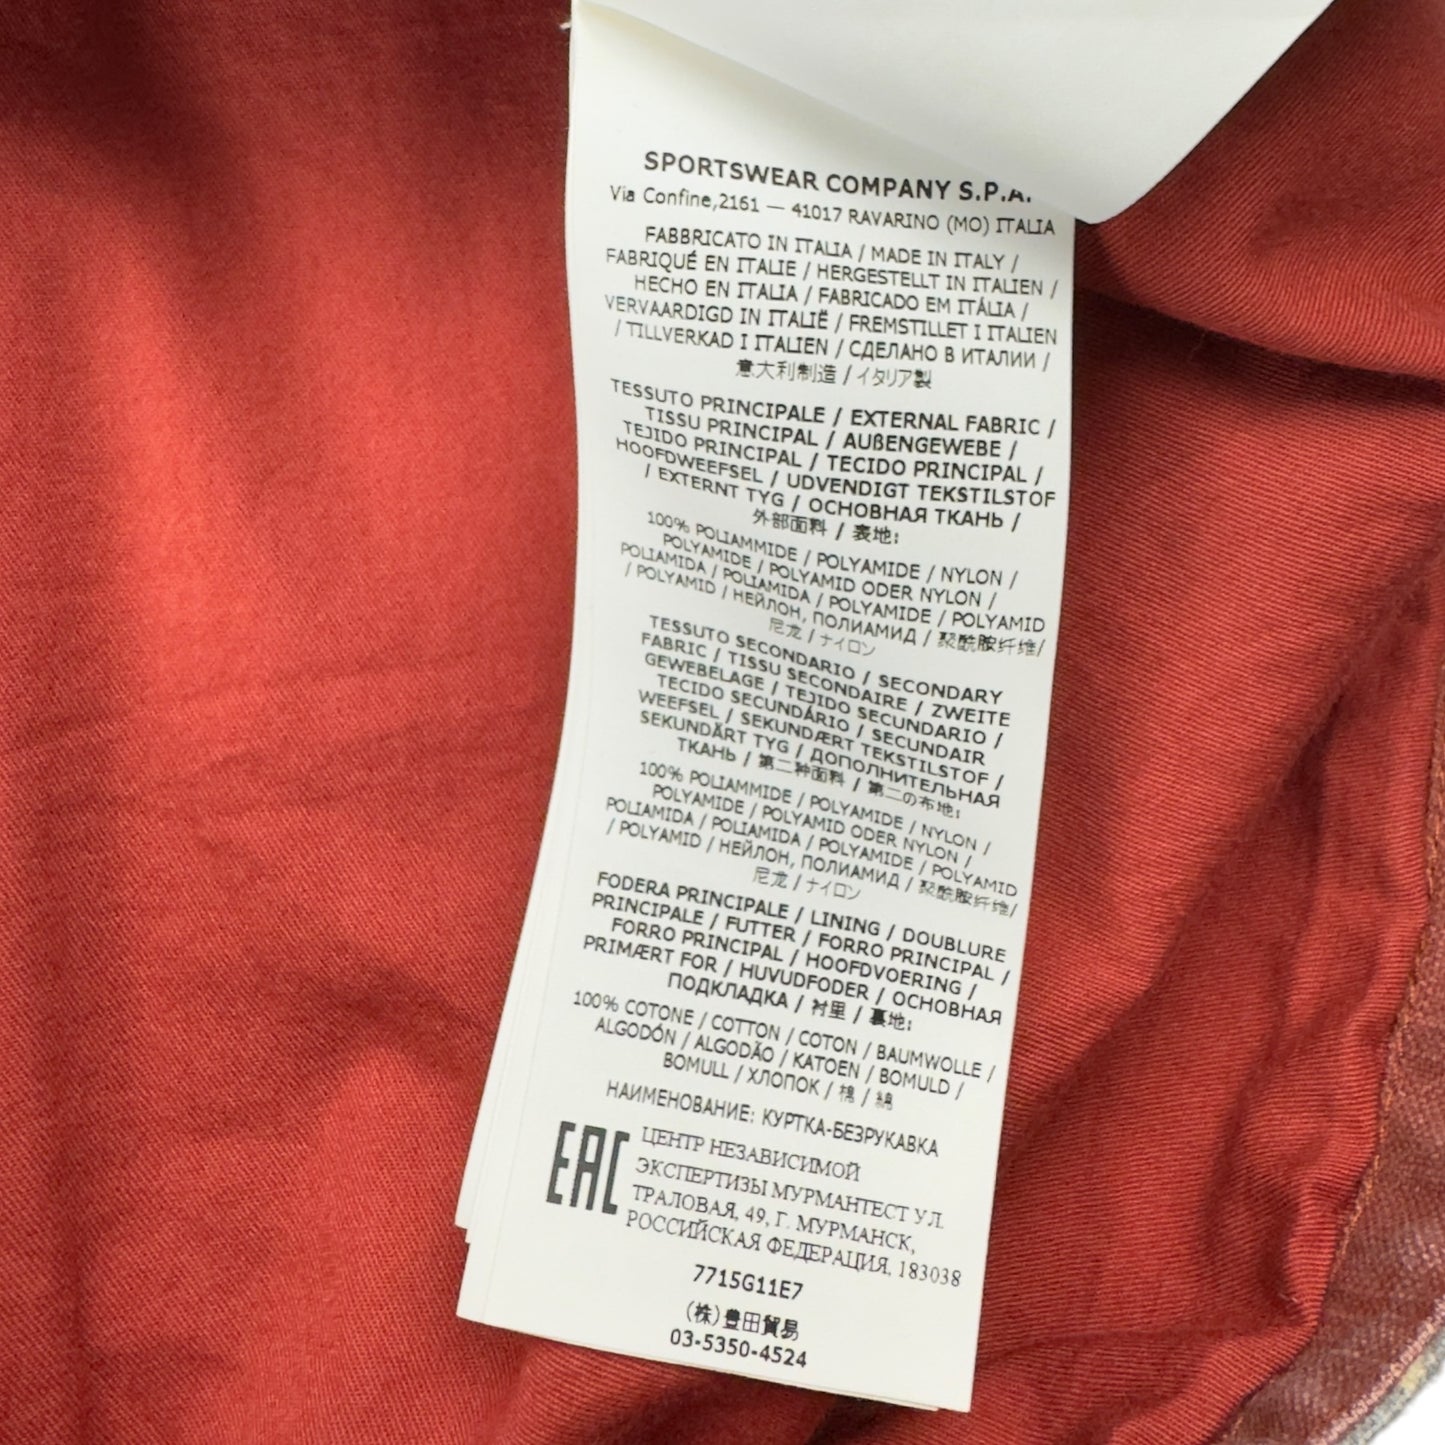 SPORTSWEAR COMPANY S.P.A.
Via Confine,2161 — 41017 RAVARINO (MO) ITALIA
FABBRICATO IN ITALIA / MADE IN ITALY /
FABRIQUÉ EN ITALIE / HERGESTELLT IN ITALIEN /
HECHO EN ITALIA / FABRICADO EM ITÁLIA /
VERVAARDIGD IN ITALIË / FREMSTILLET I ITALIEN
/ TILLVERKAD I ITALIEN / СДЕЛАНО В ИТАЛИИ /
意大利制造 / イタリア製
TESSUTO PRINCIPALE / EXTERNAL FABRIC /
TISSU PRINCIPAL / AUßENGEWEBE /
TEJIDO PRINCIPAL / TECIDO PRINCIPAL /
HOOFDWEEFSEL / UDVENDIGT TEKSTILSTOF
/ EXTERNT TYG / ОСНОВНАЯ ТКАНЬ /
外部面料 / 表地:
100% POLIAMMIDE / POLYAMIDE / NYLON /
POLYAMIDE / POLYAMID ODER NYLON /
POLIAMIDA / POLIAMIDA / POLYAMIDE / POLYAMID
/ POLYAMID / НЕЙЛОН, ПОЛИАМИД / 聚酰胺纤维/
尼龙 / ナイロン
TESSUTO SECONDARIO / SECONDARY
FABRIC / TISSU SECONDAIRE / ZWEITE
GEWEBELAGE / TEJIDO SECUNDARIO /
TECIDO SECUNDÁRIO / SECUNDAIR
WEEFSEL / SEKUNDÆRT TEKSTILSTOF /
SEKUNDÄRT TYG / ДОПОЛНИТЕЛЬНАЯ
ТКАНЬ / 第二种面料 / 第二の布地:
100% POLIAMMIDE / POLYAMIDE / NYLON /
POLYAMIDE / POLYAMID ODER NYLON /
POLIAMIDA / POLIAMIDA / POLYAMIDE / POLYAMID
/ POLYAMID / НЕЙЛОН, ПОЛИАМИД / 聚酰胺纤维/
尼龙 / ナイロン
FODERA PRINCIPALE / LINING / DOUBLURE
PRINCIPALE / FUTTER / FORRO PRINCIPAL /
FORRO PRINCIPAL / HOOFDVOERING /
PRIMÆRT FOR / HUVUDFODER / ОСНОВНАЯ
ПОДКЛАДКА / 衬里 / 裏地:
100% COTONE / COTTON / COTON / BAUMWOLLE /
ALGODÓN / ALGODÃO / KATOEN / BOMULD /
BOMULL / ХЛОПОК / 棉 / 綿
НАИМЕНОВАНИЕ: КУРТКА-БЕЗРУКАВКА
EAC
ЦЕНТР НЕЗАВИСИМОЙ
ЭКСПЕРТИЗЫ МУРМАНТЕСТ УЛ.
ТРАЛОВАЯ, 49, Г. МУРМАНСК,
РОССИЙСКАЯ ФЕДЕРАЦИЯ, 183038
7715G11E7
(株)豊田貿易
03-5350-4524